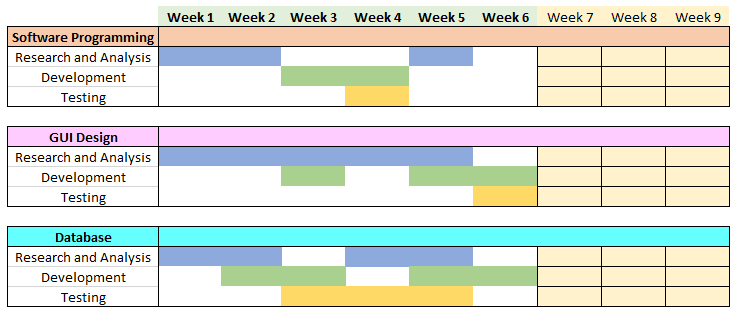 Week 1 Week 2 Week 3 Week 4 Week 5 Week 6 Week 7 Week 8 Week 9
Software Programming
Research and Analysis
Development
Testing
GUI Design
Research and Analysis
Development
Testing
Database
Research and Analysis
Development
Testing